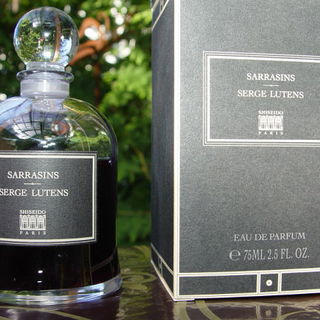 SARRASINS
SERGE LUTENS
SHISEIDO
PARIS
SARRASINS
SERGE LUTENS
SHISEIDO
PARIS
EAU DE PARFUM
℮ 75ML 2.5 FL. OZ.